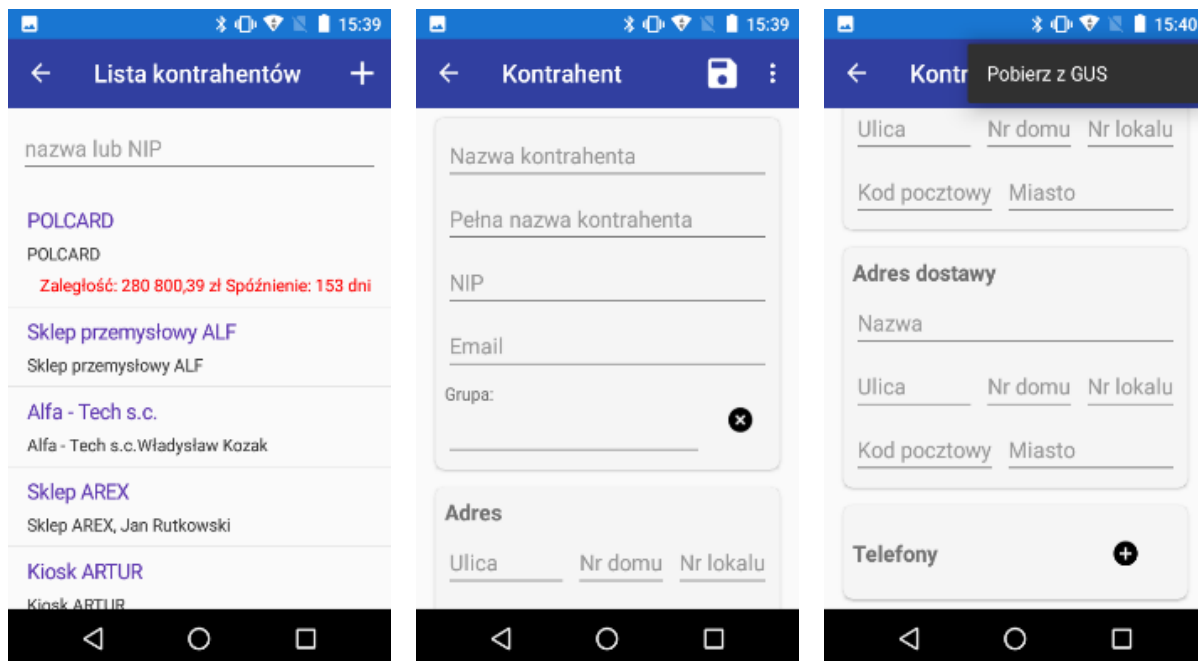 15:39
Lista kontrahentów
nazwa lub NIP
POLCARD
POLCARD
Zaległość: 280 800,39 zł Spóźnienie: 153 dni
Sklep przemysłowy ALF
Sklep przemysłowy ALF
Alfa - Tech s.c.
Alfa - Tech s.c.Władysław Kozak
Sklep AREX
Sklep AREX, Jan Rutkowski
Kiosk ARTUR
Kiosk ARTUR
15:39
Kontrahent
Nazwa kontrahenta
Pełna nazwa kontrahenta
NIP
Email
Grupa:
Adres
Ulica Nr domu Nr lokalu
15:40
Kontr Pobierz z GUS
Ulica Nr domu Nr lokalu
Kod pocztowy Miasto
Adres dostawy
Nazwa
Ulica Nr domu Nr lokalu
Kod pocztowy Miasto
Telefony